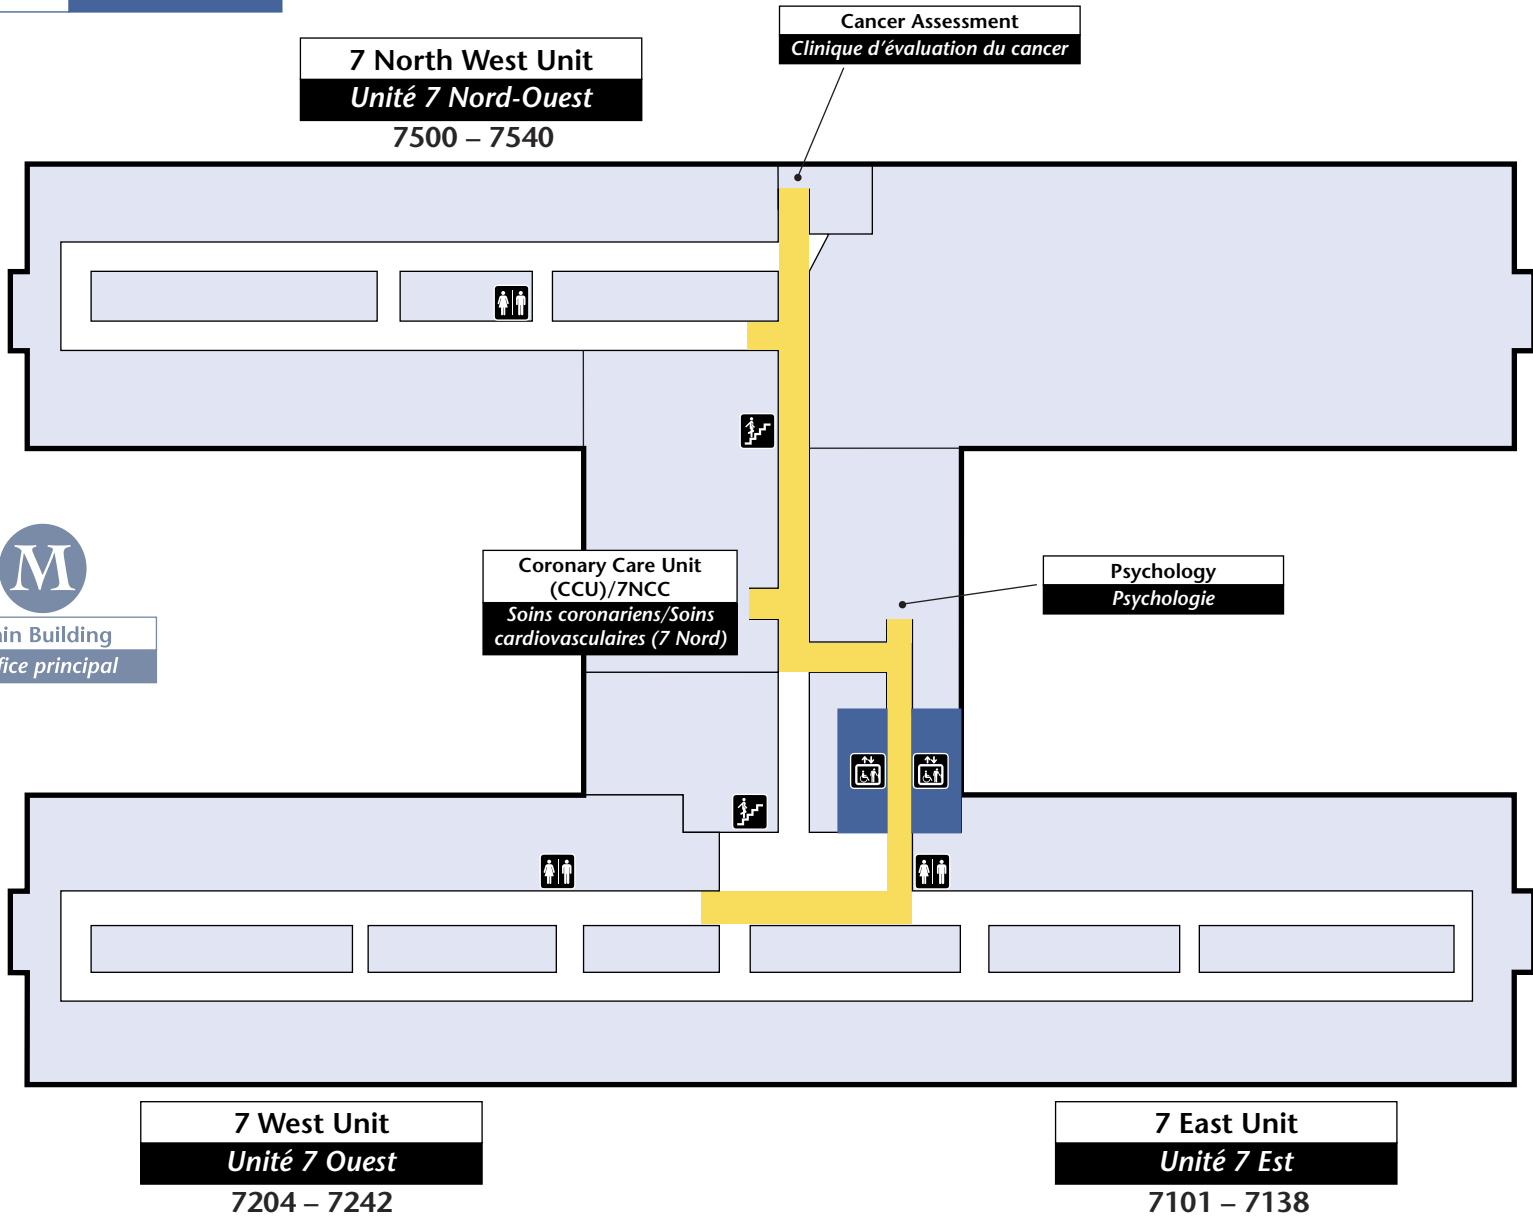 Cancer Assessment
Clinique d'évaluation du cancer
7 North West Unit
Unité 7 Nord-Ouest
7500 – 7540
M
Coronary Care Unit
(CCU)/7NCC
Soins coronariens/Soins
cardiovasculaires (7 Nord)
Psychology
Psychologie
Building
principal
7 West Unit
Unité 7 Ouest
7204 – 7242
7 East Unit
Unité 7 Est
7101 – 7138